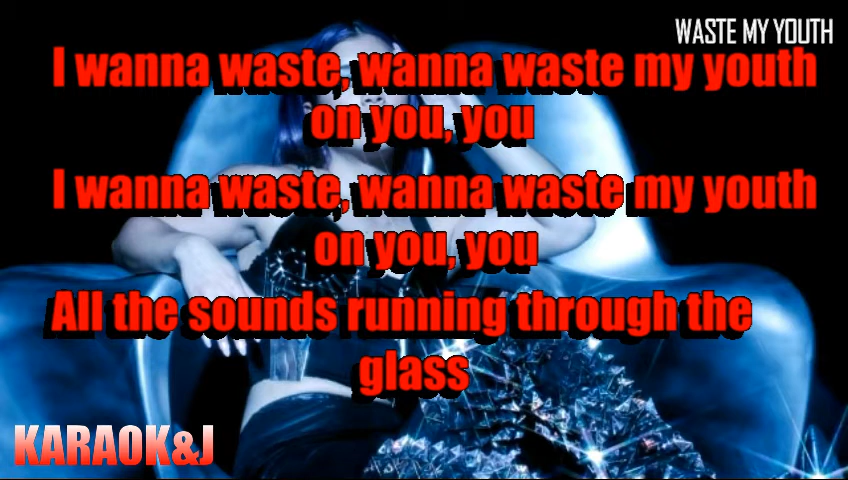 WASTE MY YOUTH
I wanna waste, wanna waste my youth
on you, you
I wanna waste, wanna waste my youth
on you, you
All the sounds running through the
glass
KARAOK&J